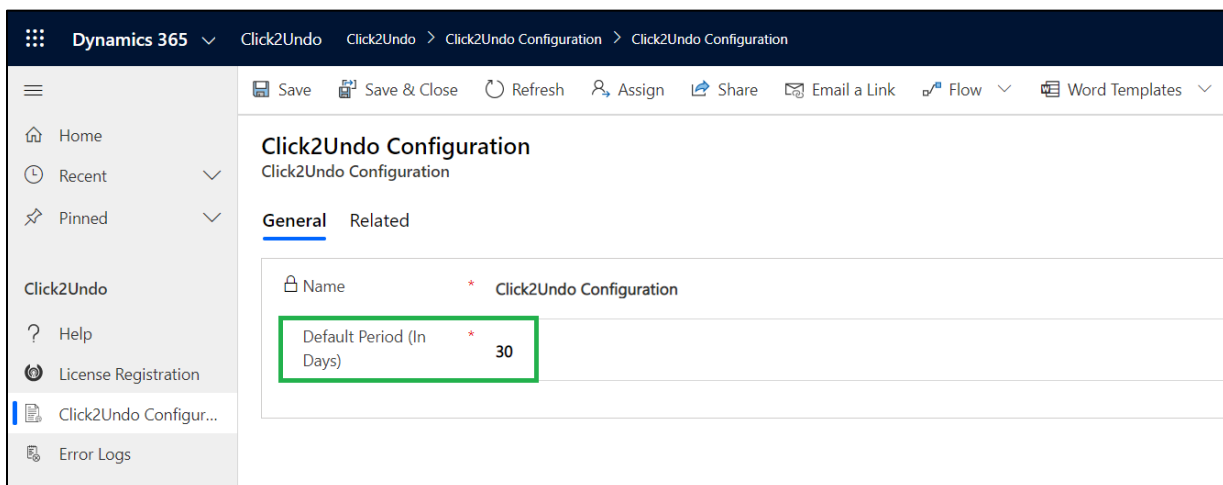 Dynamics 365 Click2Undo Click2Undo > Click2Undo Configuration > Click2Undo Configuration
Save Save & Close Refresh Assign Share Email a Link Flow Word Templates
Home
Recent
Pinned
Click2Undo
? Help
License Registration
Click2Undo Configur...
Error Logs
Click2Undo Configuration
Click2Undo Configuration
General Related
Name * Click2Undo Configuration
Default Period (In * 30
Days)